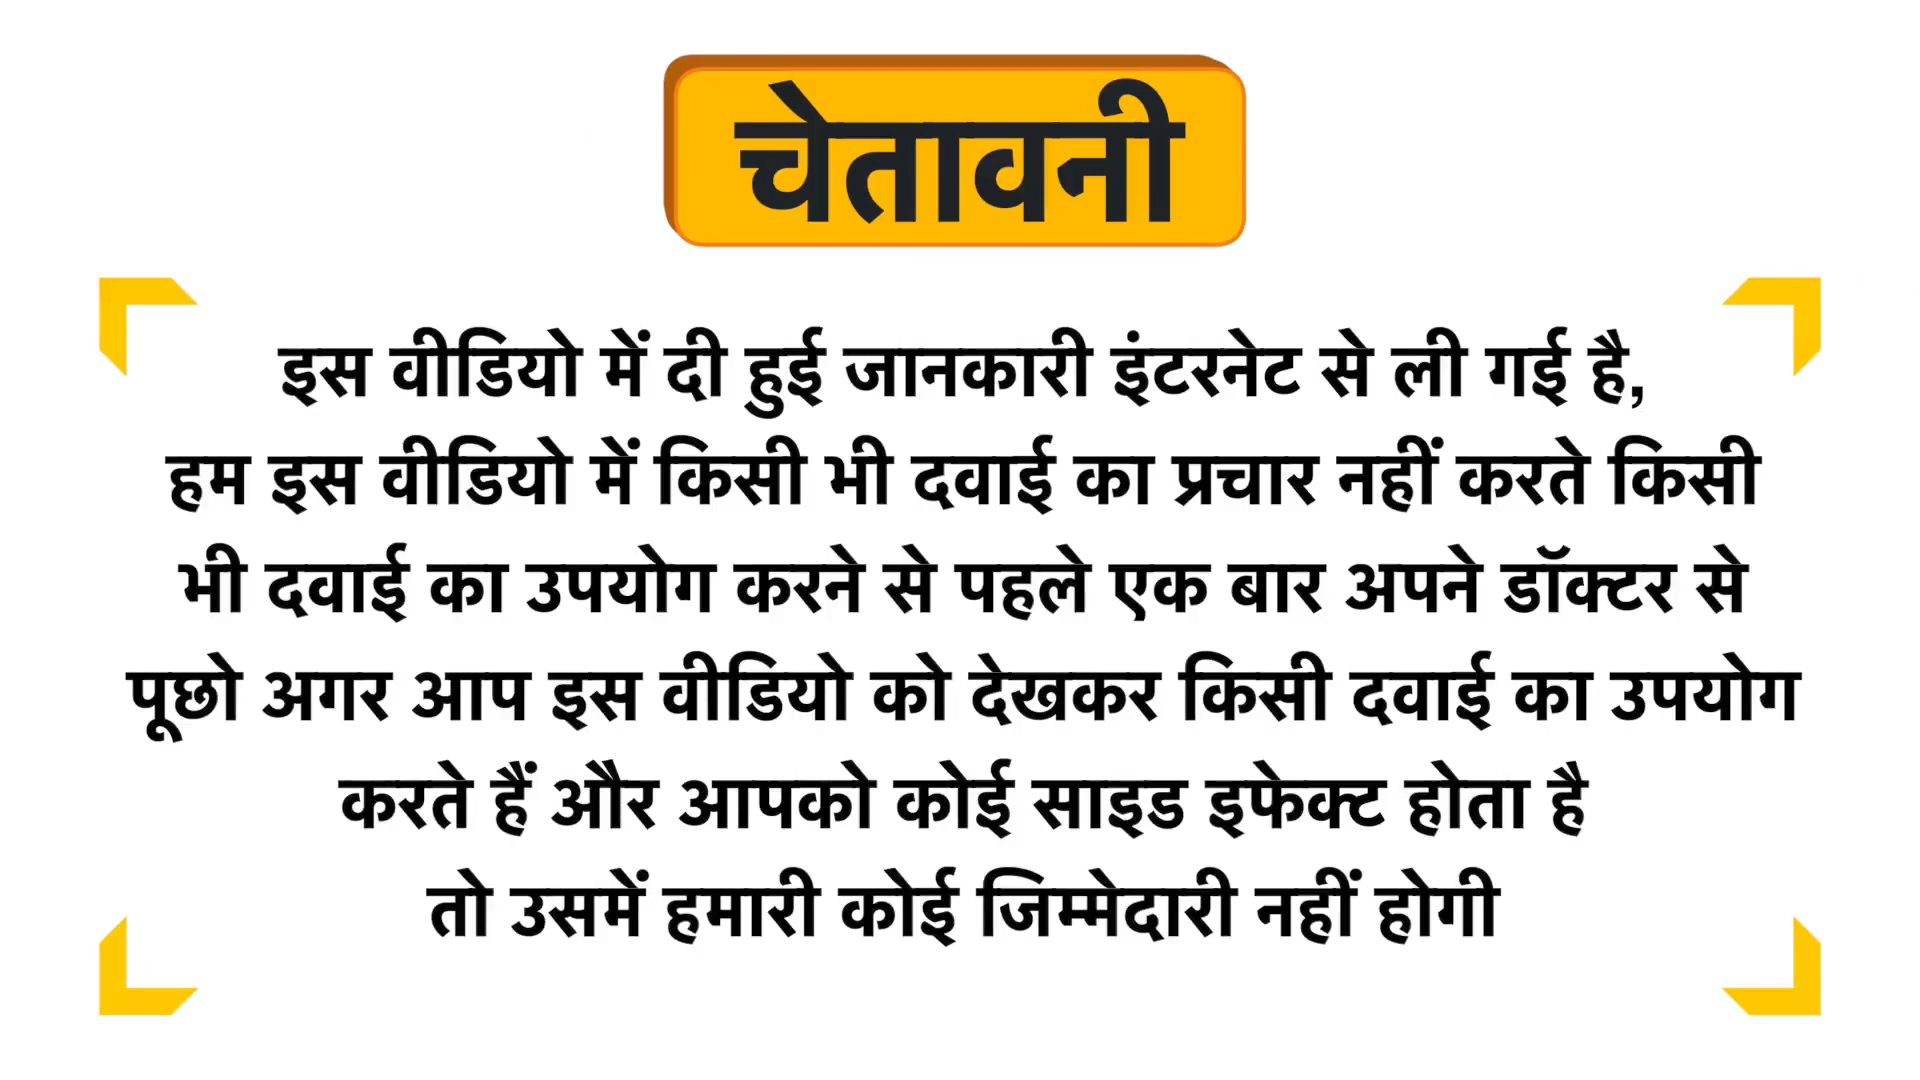 चेतावनी
इस वीडियो में दी हुई जानकारी इंटरनेट से ली गई है,
हम इस वीडियो में किसी भी दवाई का प्रचार नहीं करते किसी
भी दवाई का उपयोग करने से पहले एक बार अपने डॉक्टर से
पूछो अगर आप इस वीडियो को देखकर किसी दवाई का उपयोग
करते हैं और आपको कोई साइड इफेक्ट होता है
तो उसमें हमारी कोई जिम्मेदारी नहीं होगी